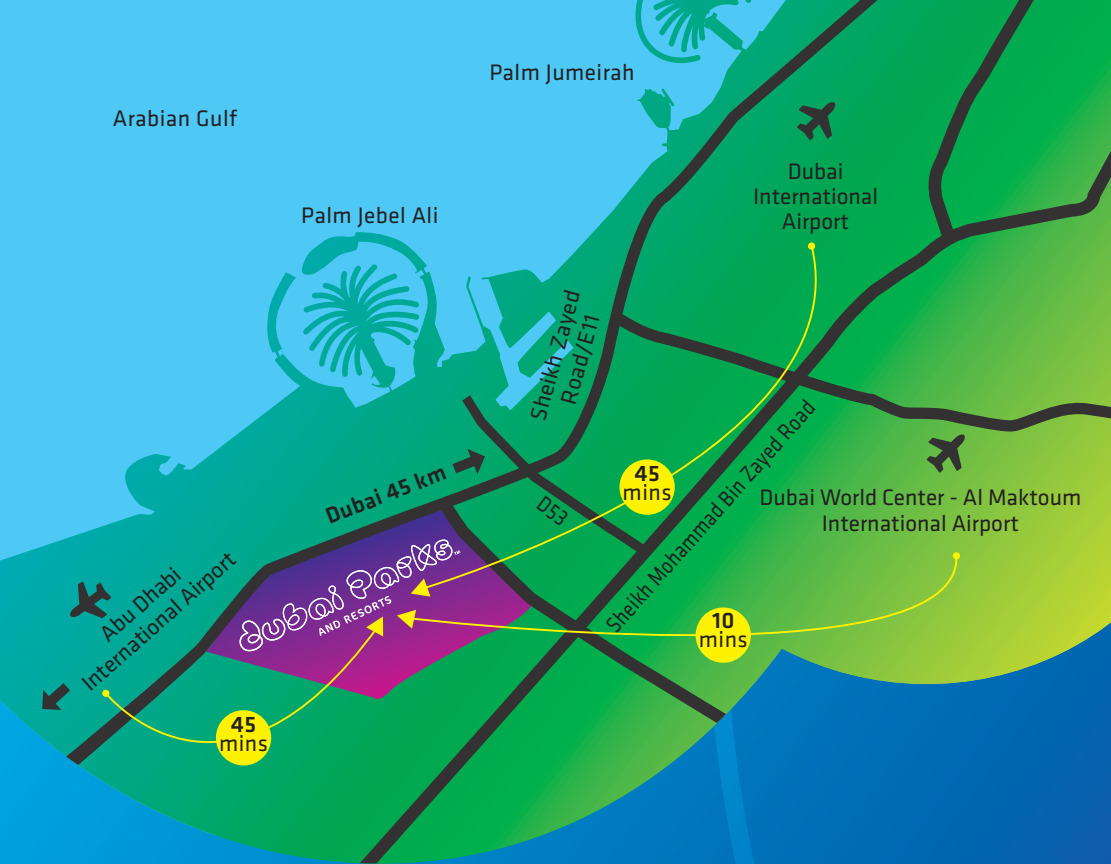 Palm Jumeirah
Arabian Gulf
Dubai
International
Airport
Palm Jebel Ali
Sheikh Zayed
Road/E11
Dubai 45 km
45
mins
D53
Sheikh Mohammad Bin Zayed Road
Dubai World Center - Al Maktoum
International Airport
dubai Parks™
AND RESORTS
Abu Dhabi
International Airport
10
mins
45
mins